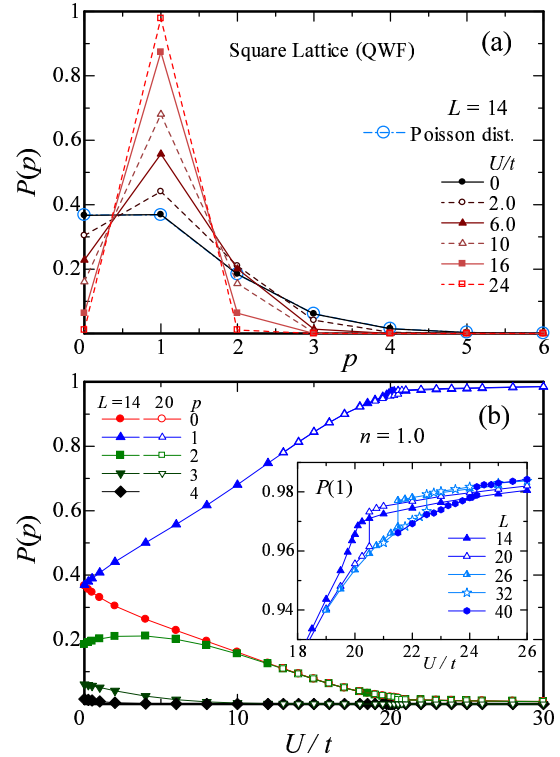 1
(a)
Square Lattice (QWF)
0.8
L = 14
Poisson dist.
0.6
U/t
P(p)
0
0.4
2.0
6.0
10
0.2
16
24
0 1 2 3 4 5 6
p
1
L =14 20 p
(b)
0
1
n = 1.0
0.8
2
3
4
P(1)
0.98
0.6
L
14
P(p)
0.96
20
0.4
26
32
0.94
40
0.2
18 20 22 24 26
U / t
0 10 20 30
U / t